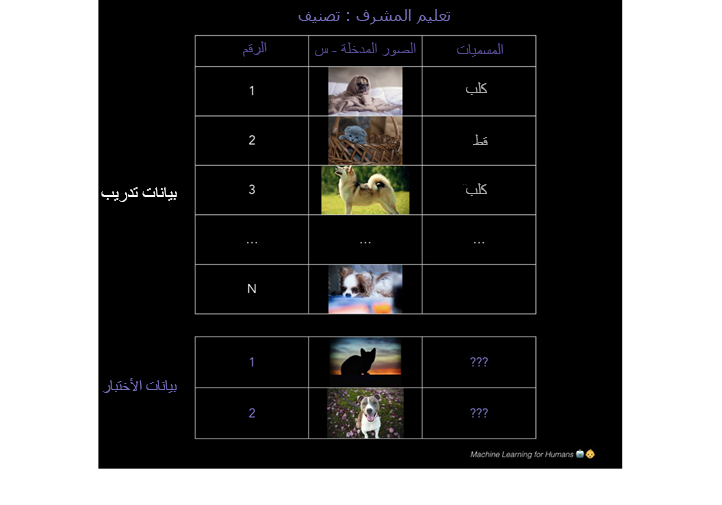 تعليم المشرف : تصنيف
الرقم الصور المدخلة - س المسميات
1 كلب
2 قط
3 كلب
... ... ...
N
بيانات تدريب
1 ???
2 ???
بيانات الأختبار
Machine Learning for Humans 🤖👶